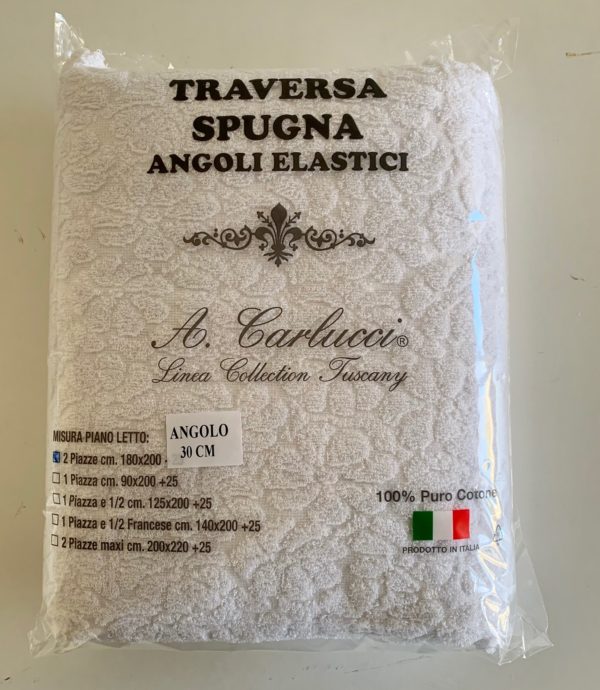 TRAVERSA
SPUGNA
ANGOLI ELASTICI
A. Carlucci®
Linea Collection Tuscany
MISURA PIANO LETTO:
ANGOLO
30 CM
2 Piazze cm. 180x200 +
1 Piazza cm. 90x200 +25
1 Piazza e 1/2 cm. 125x200 +25
1 Piazza e 1/2 Francese cm. 140x200 +25
2 Piazze maxi cm. 200x220 +25
100% Puro Cotone
PRODOTTO IN ITALIA